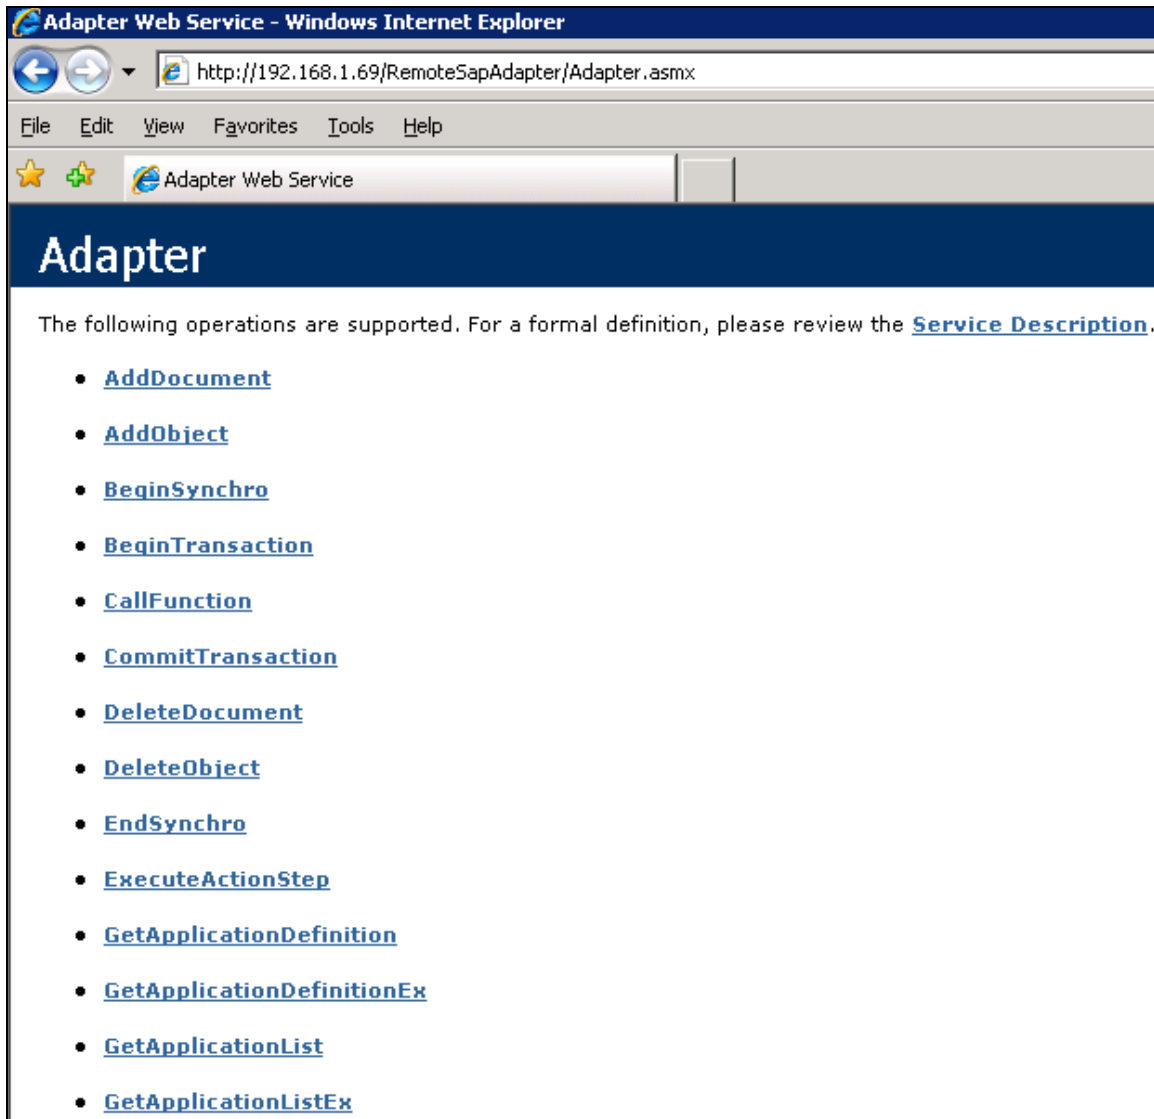 Adapter Web Service - Windows Internet Explorer
http://192.168.1.69/RemoteSapAdapter/Adapter.asmx
File Edit View Favorites Tools Help
Adapter Web Service
Adapter
The following operations are supported. For a formal definition, please review the Service Description.
• AddDocument
• AddObject
• BeginSynchro
• BeginTransaction
• CallFunction
• CommitTransaction
• DeleteDocument
• DeleteObject
• EndSynchro
• ExecuteActionStep
• GetApplicationDefinition
• GetApplicationDefinitionEx
• GetApplicationList
• GetApplicationListEx